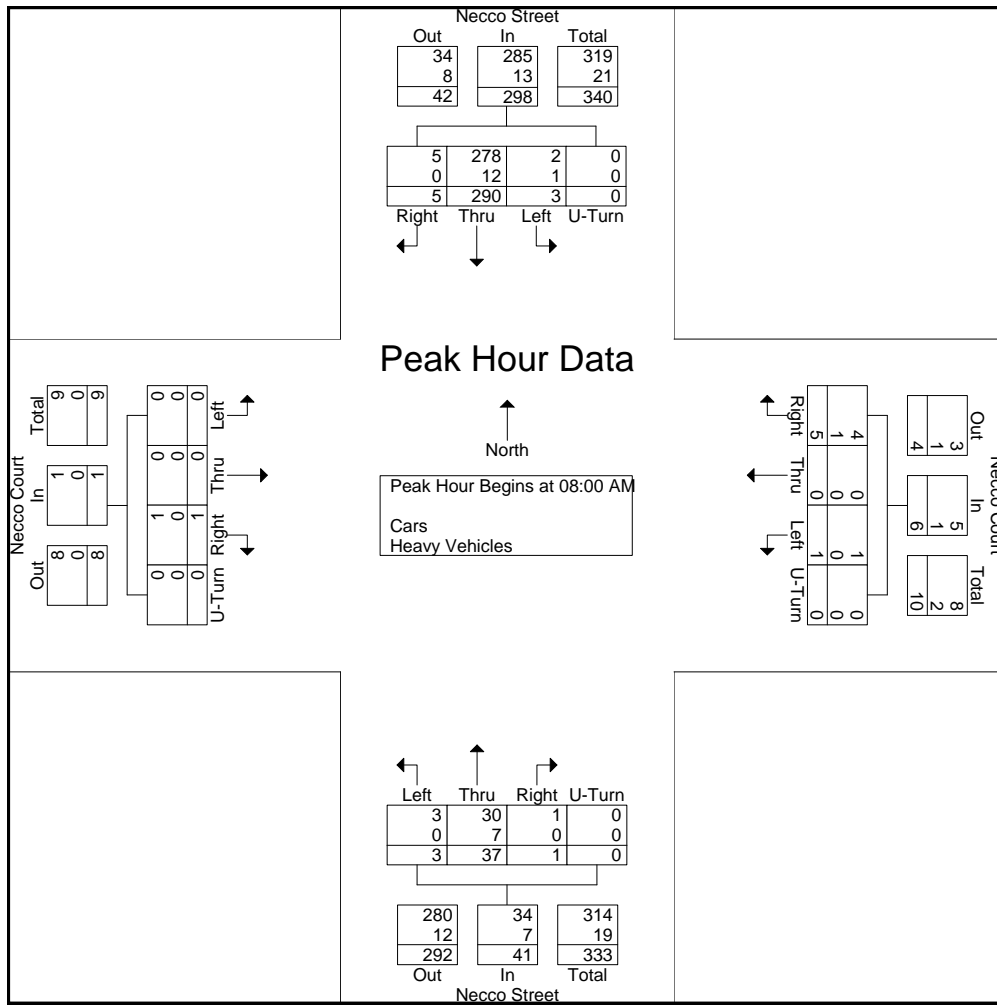 Necco Street
Out In Total
34 285 319
8 13 21
42 298 340
5 278 2 0
0 12 1 0
5 290 3 0
Right Thru Left U-Turn
Peak Hour Data
North
Peak Hour Begins at 08:00 AM
Cars
Heavy Vehicles
Necco Court
Total In Out
9 1 8
0 0 0
9 1 8
Left Thru Right U-Turn
0 0 1 0
0 0 0 0
0 0 1 0
Necco Court
Out In Total
3 5 8
1 1 2
4 6 10
4 0 1 0
1 0 0 0
5 0 1 0
Right Thru Left U-Turn
Left Thru Right U-Turn
3 30 1 0
0 7 0 0
3 37 1 0
280 34 314
12 7 19
292 41 333
Out In Total
Necco Street